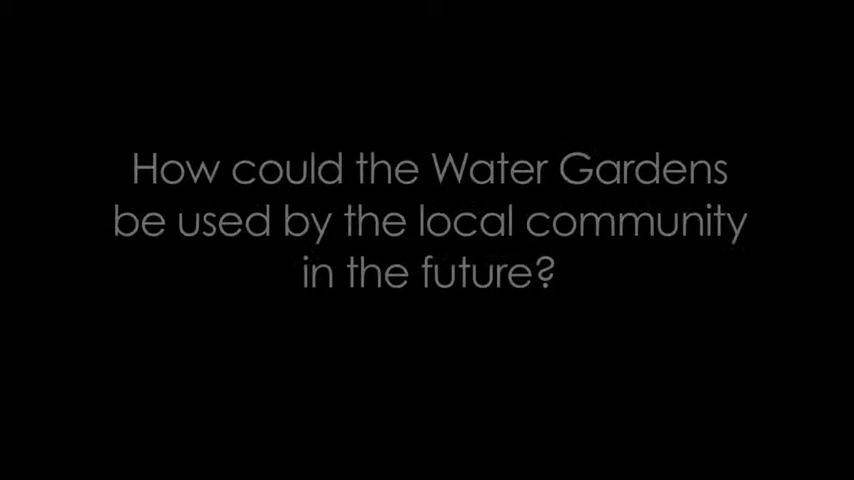 How could the Water Gardens
be used by the local community
in the future?